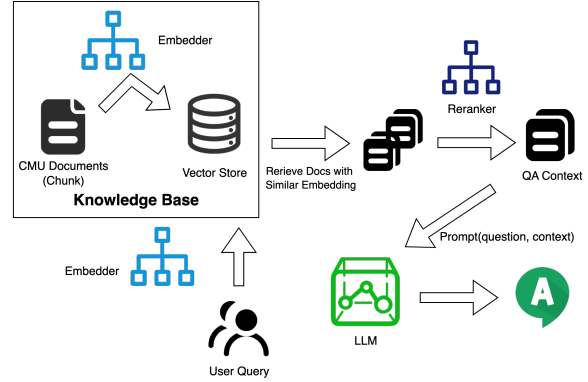 Embedder
CMU Documents
(Chunk)
Vector Store
Knowledge Base
Rerieve Docs with
Similar Embedding
Reranker
QA Context
Embedder
User Query
Prompt(question, context)
LLM
A